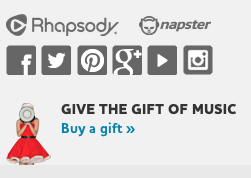 Rhapsody. napster
f g+
GIVE THE GIFT OF MUSIC
Buy a gift »